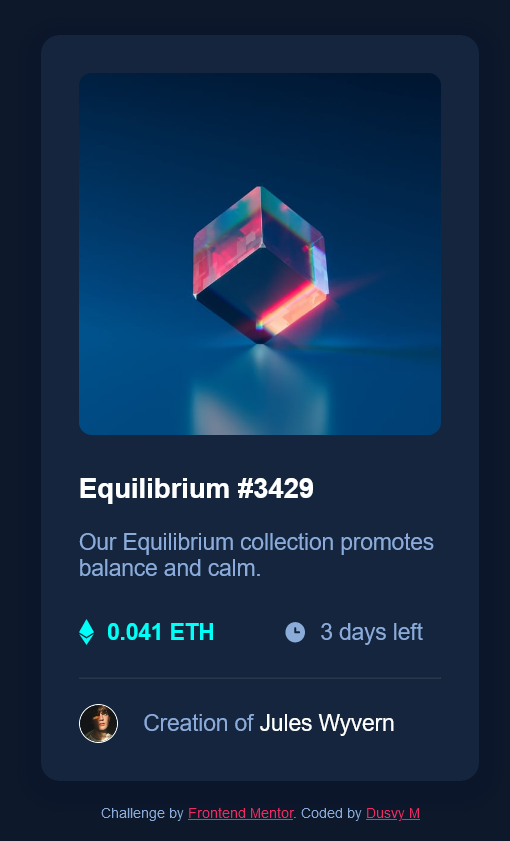 Equilibrium #3429
Our Equilibrium collection promotes
balance and calm.
0.041 ETH
3 days left
Creation of Jules Wyvern
Challenge by Frontend Mentor. Coded by Dusvy M